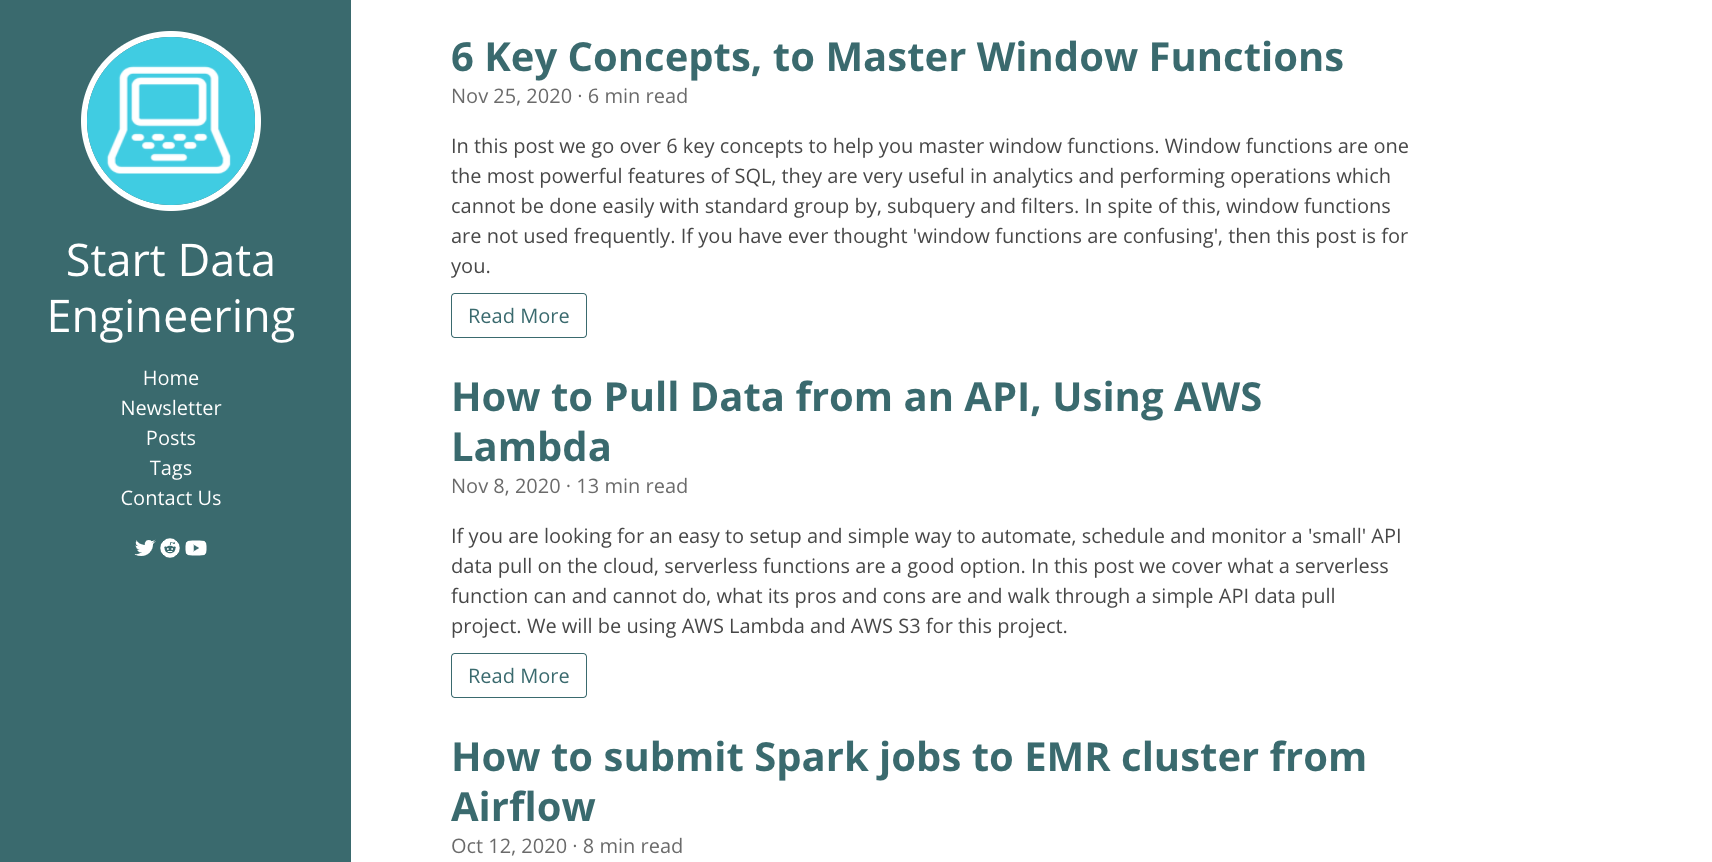 Start Data
Engineering
Home
Newsletter
Posts
Tags
Contact Us
6 Key Concepts, to Master Window Functions
Nov 25, 2020 · 6 min read
In this post we go over 6 key concepts to help you master window functions. Window functions are one
the most powerful features of SQL, they are very useful in analytics and performing operations which
cannot be done easily with standard group by, subquery and filters. In spite of this, window functions
are not used frequently. If you have ever thought 'window functions are confusing', then this post is for
you.
Read More
How to Pull Data from an API, Using AWS
Lambda
Nov 8, 2020 · 13 min read
If you are looking for an easy to setup and simple way to automate, schedule and monitor a 'small' API
data pull on the cloud, serverless functions are a good option. In this post we cover what a serverless
function can and cannot do, what its pros and cons are and walk through a simple API data pull
project. We will be using AWS Lambda and AWS S3 for this project.
Read More
How to submit Spark jobs to EMR cluster from
Airflow
Oct 12, 2020 · 8 min read